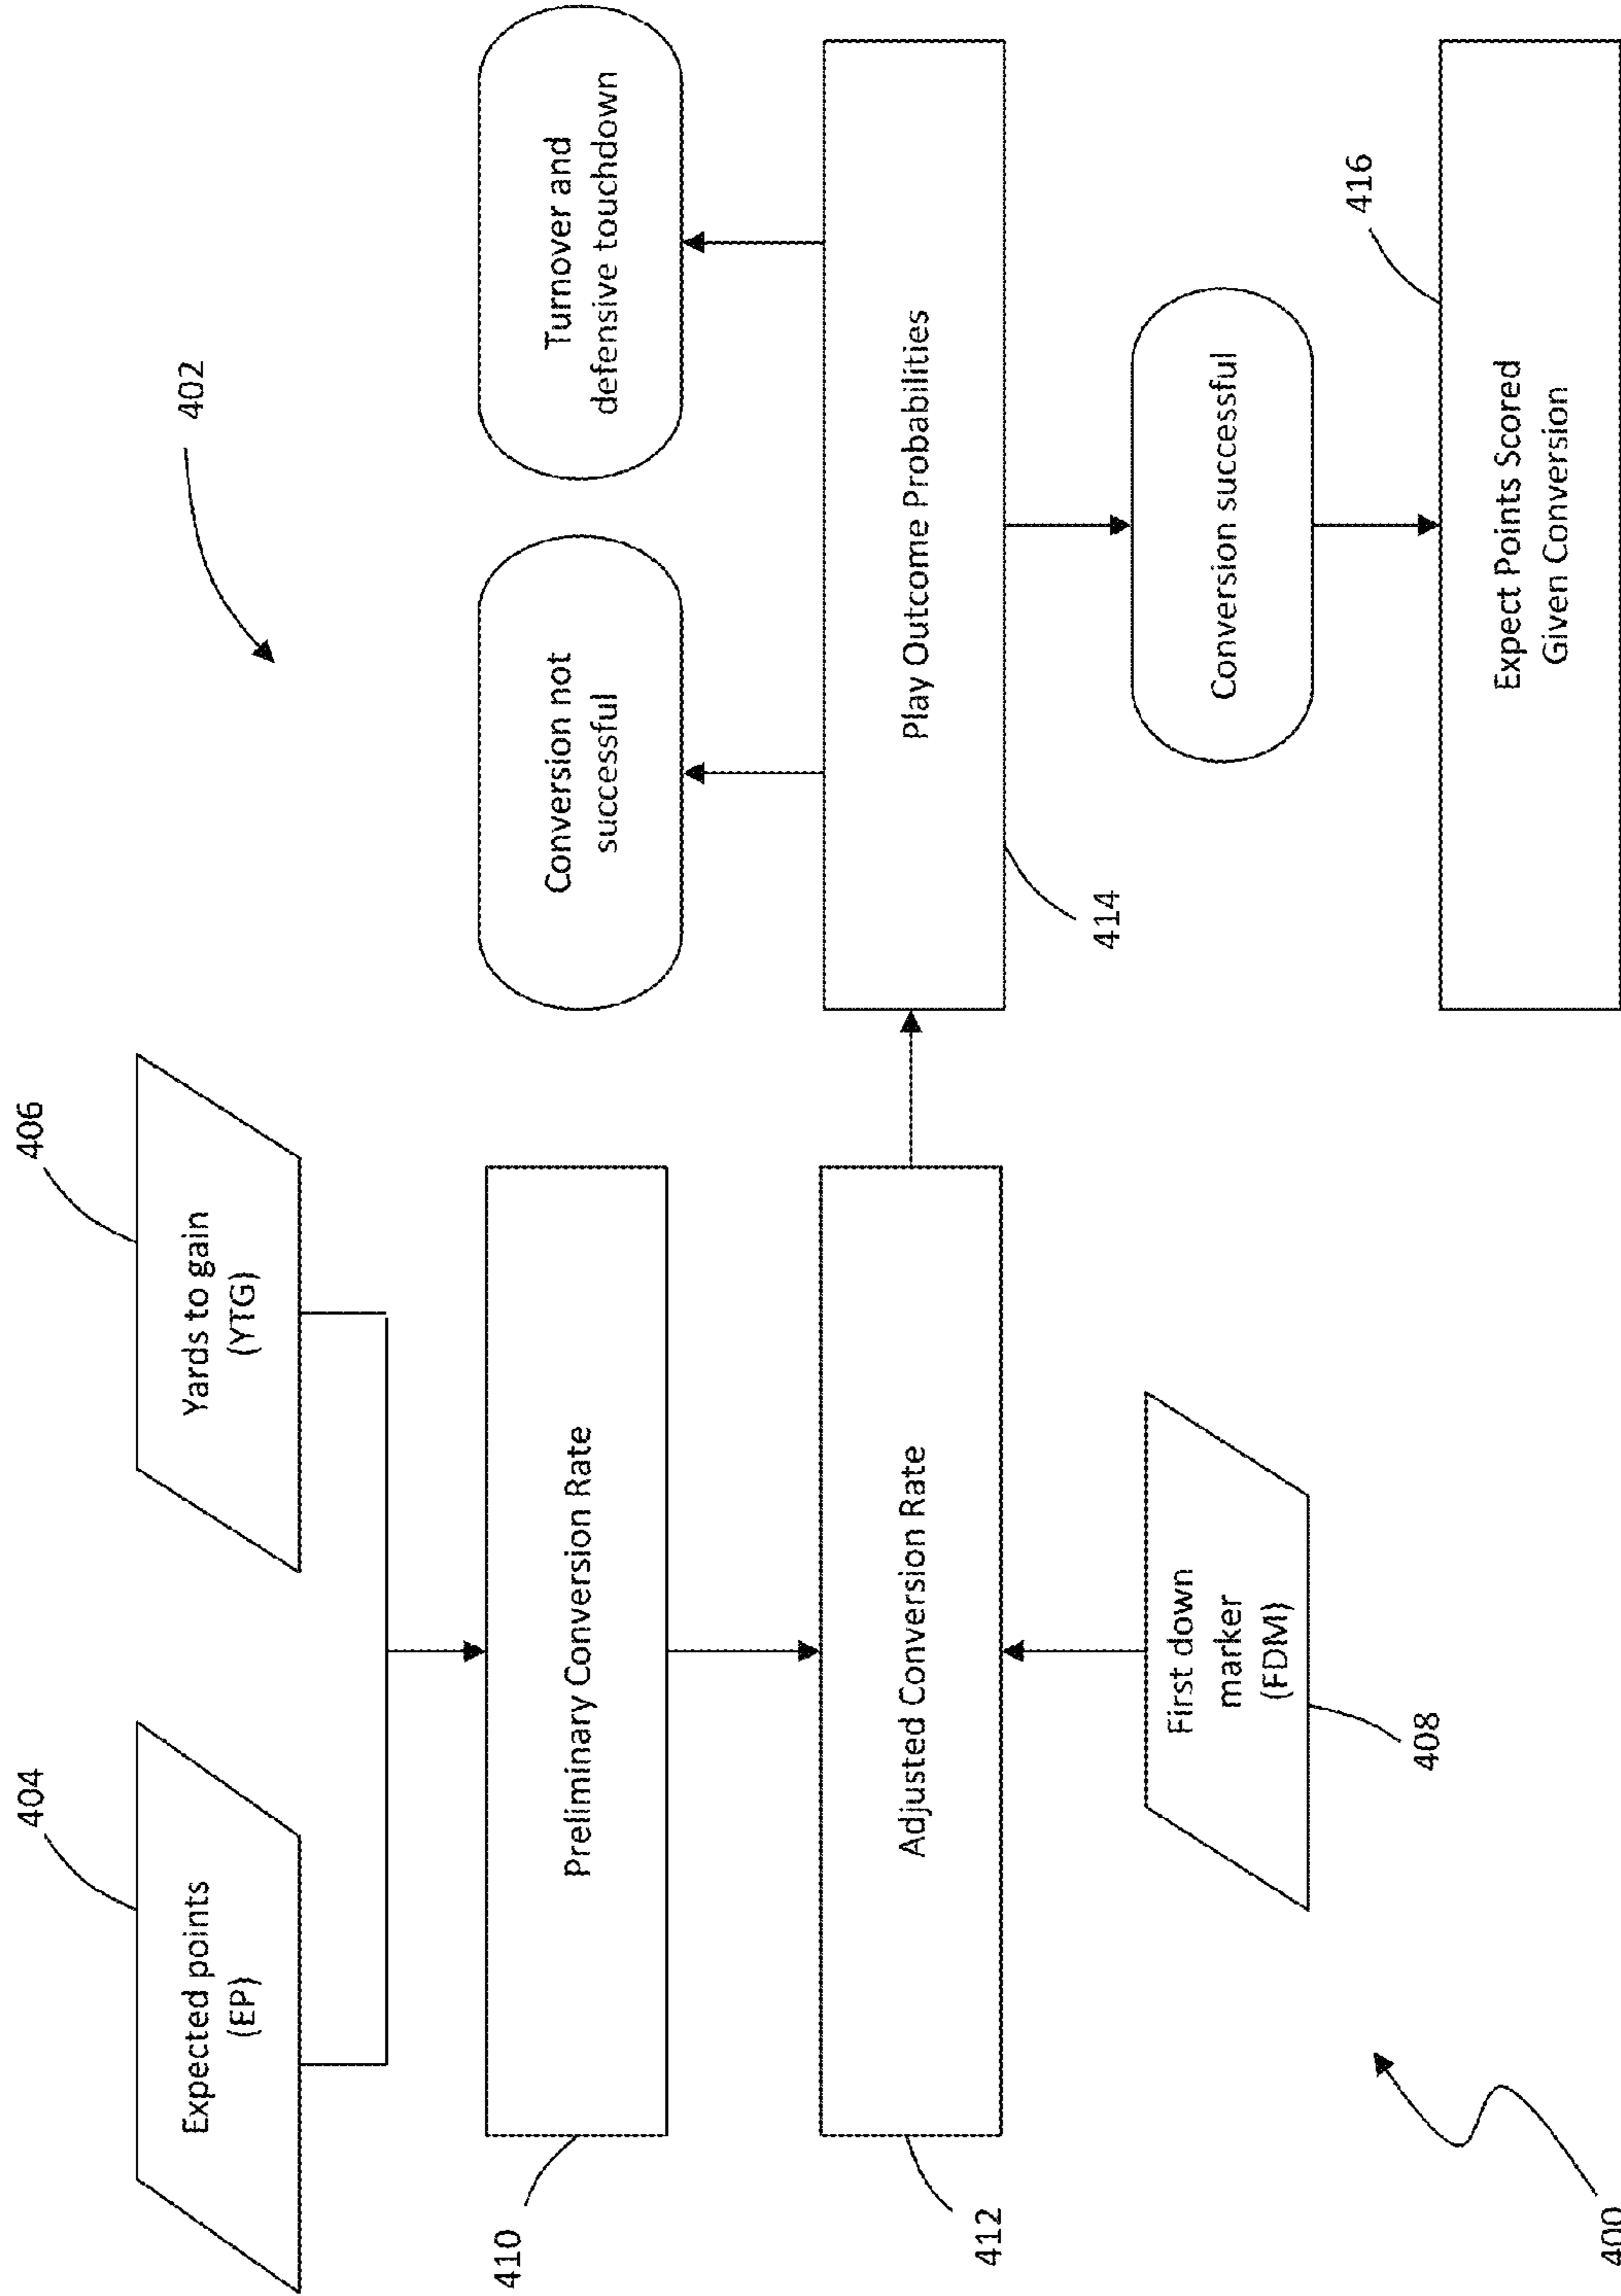 404
406
Expected points
(EP)
Yards to gain
(YTG)
402
410
Preliminary Conversion Rate
Conversion not
successful
Turnover and
defensive touchdown
412
Adjusted Conversion Rate
Play Outcome Probabilities
414
First down
marker
(FDM)
408
Conversion successful
416
Expect Points Scored
Given Conversion
400